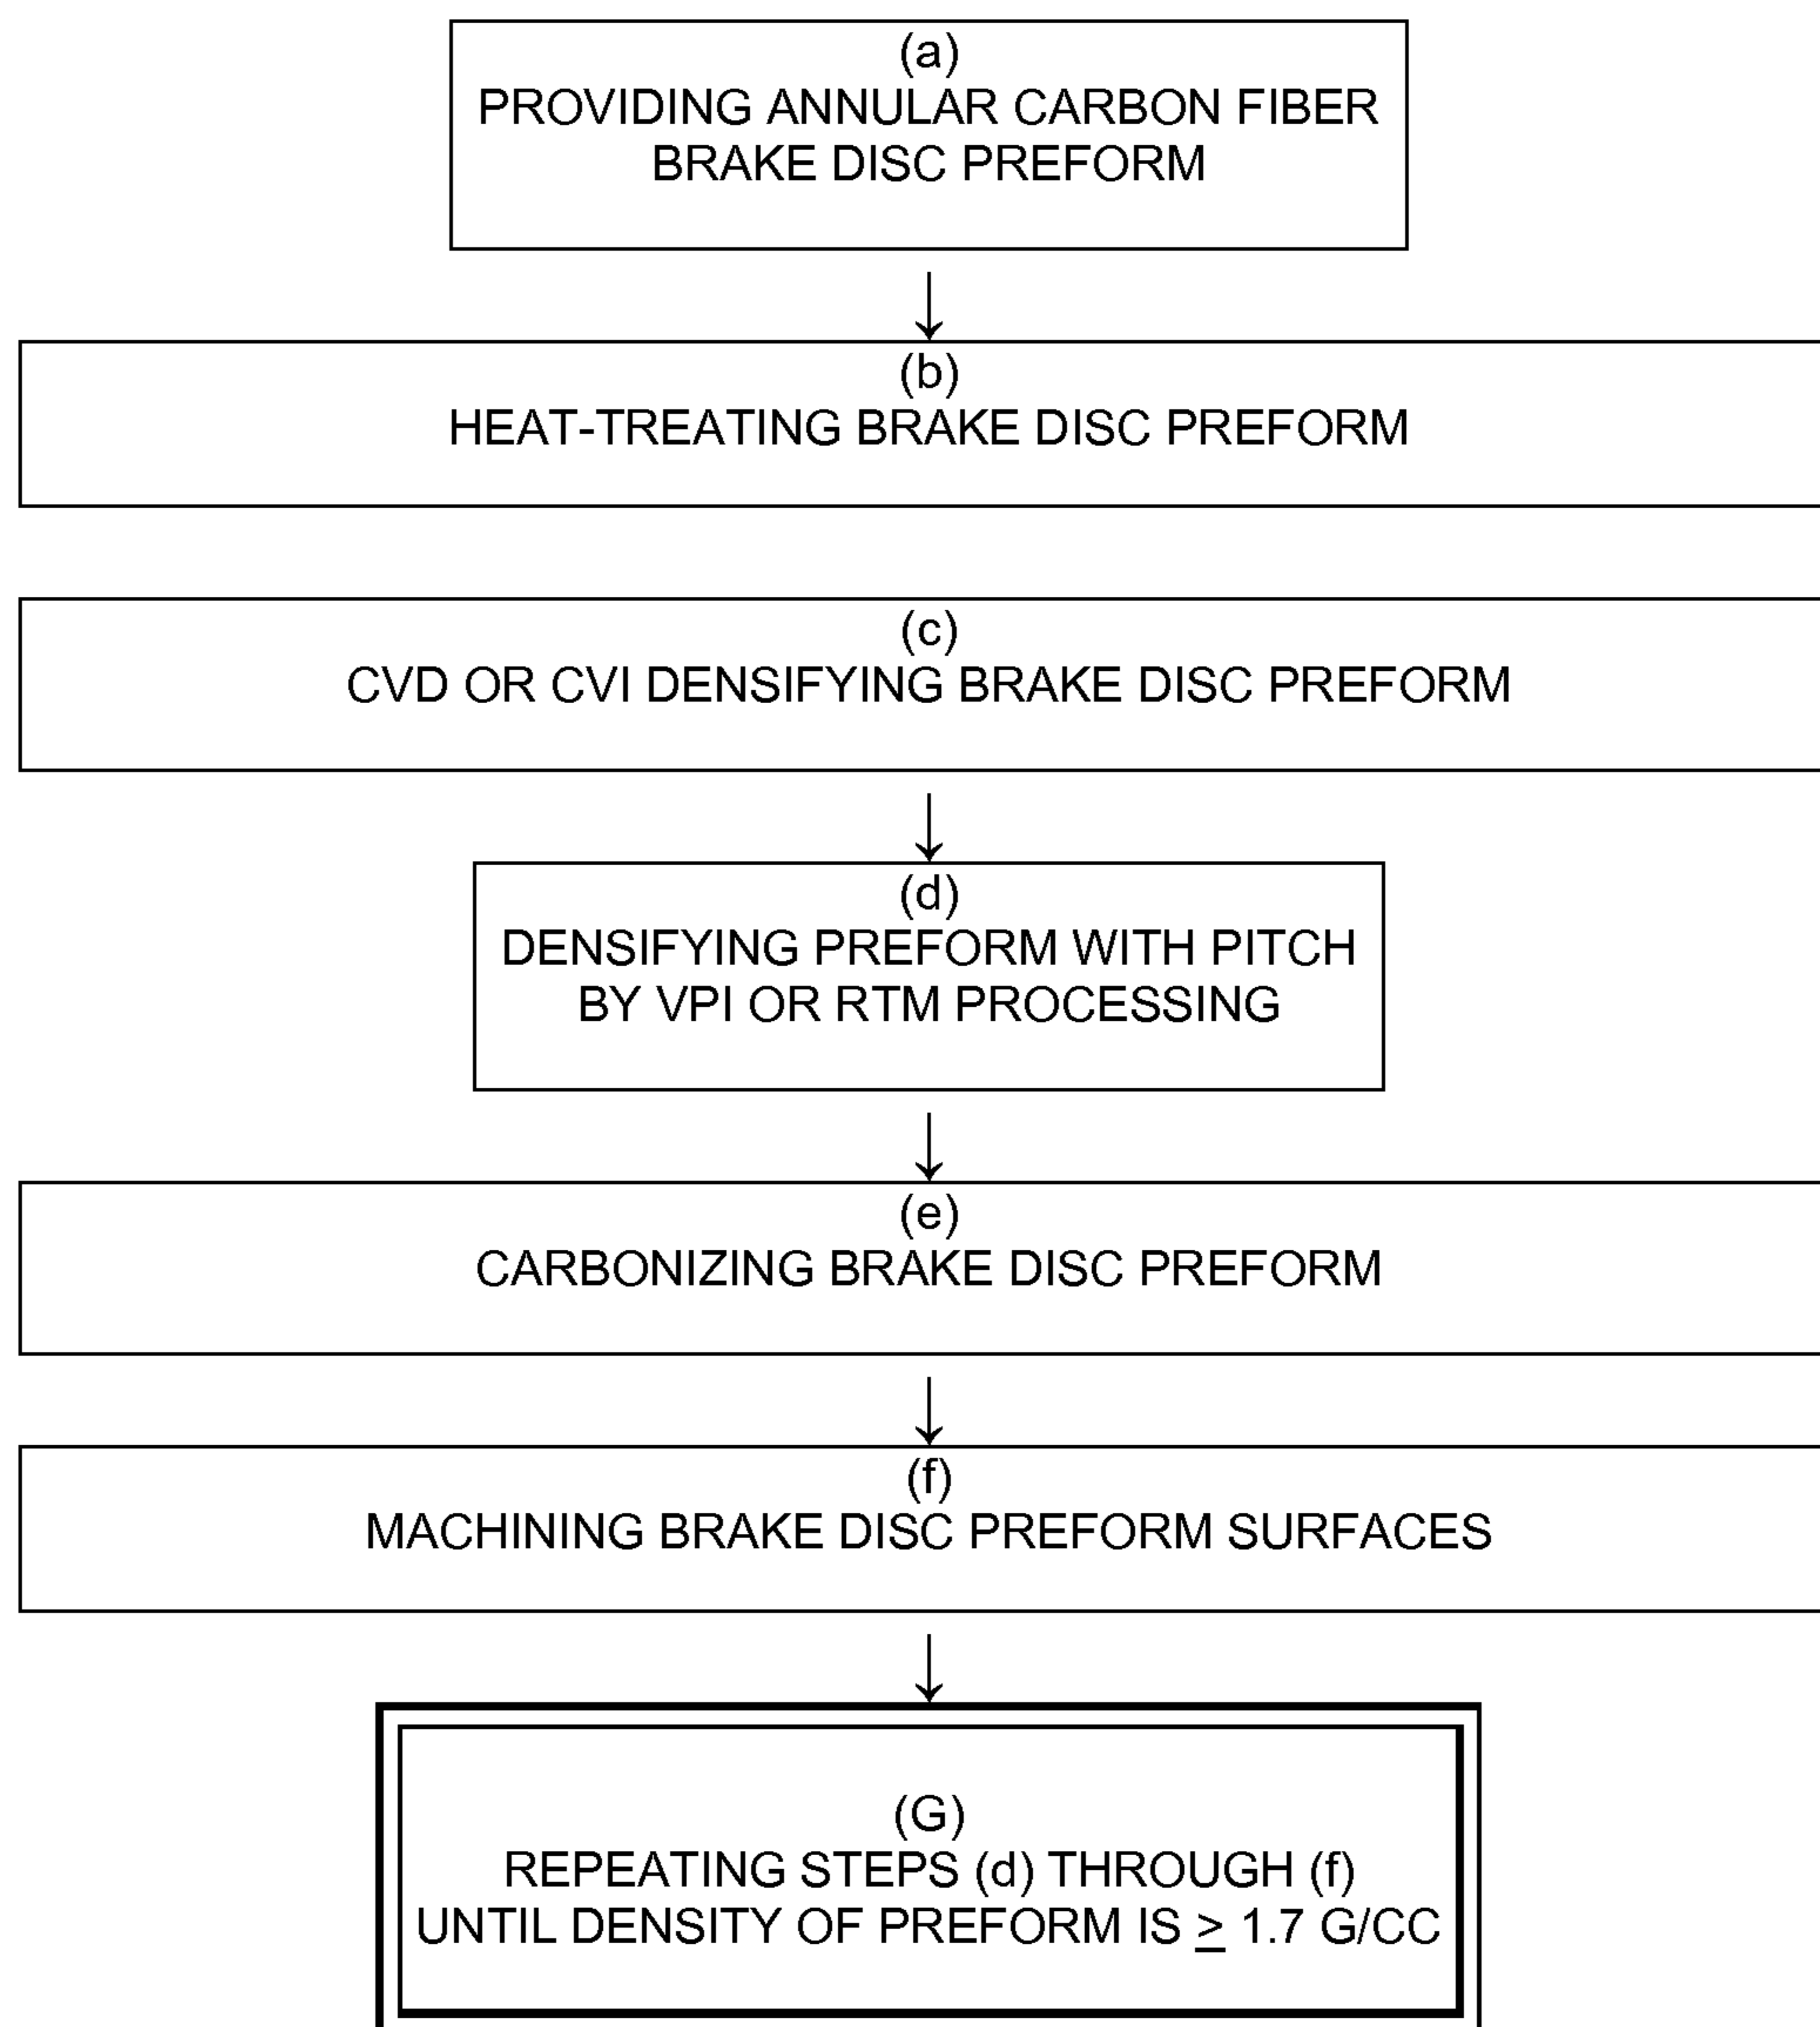 (a)
PROVIDING ANNULAR CARBON FIBER
BRAKE DISC PREFORM
(b)
HEAT-TREATING BRAKE DISC PREFORM
(c)
CVD OR CVI DENSIFYING BRAKE DISC PREFORM
(d)
DENSIFYING PREFORM WITH PITCH
BY VPI OR RTM PROCESSING
(e)
CARBONIZING BRAKE DISC PREFORM
(f)
MACHINING BRAKE DISC PREFORM SURFACES
(G)
REPEATING STEPS (d) THROUGH (f)
UNTIL DENSITY OF PREFORM IS ≥ 1.7 G/CC